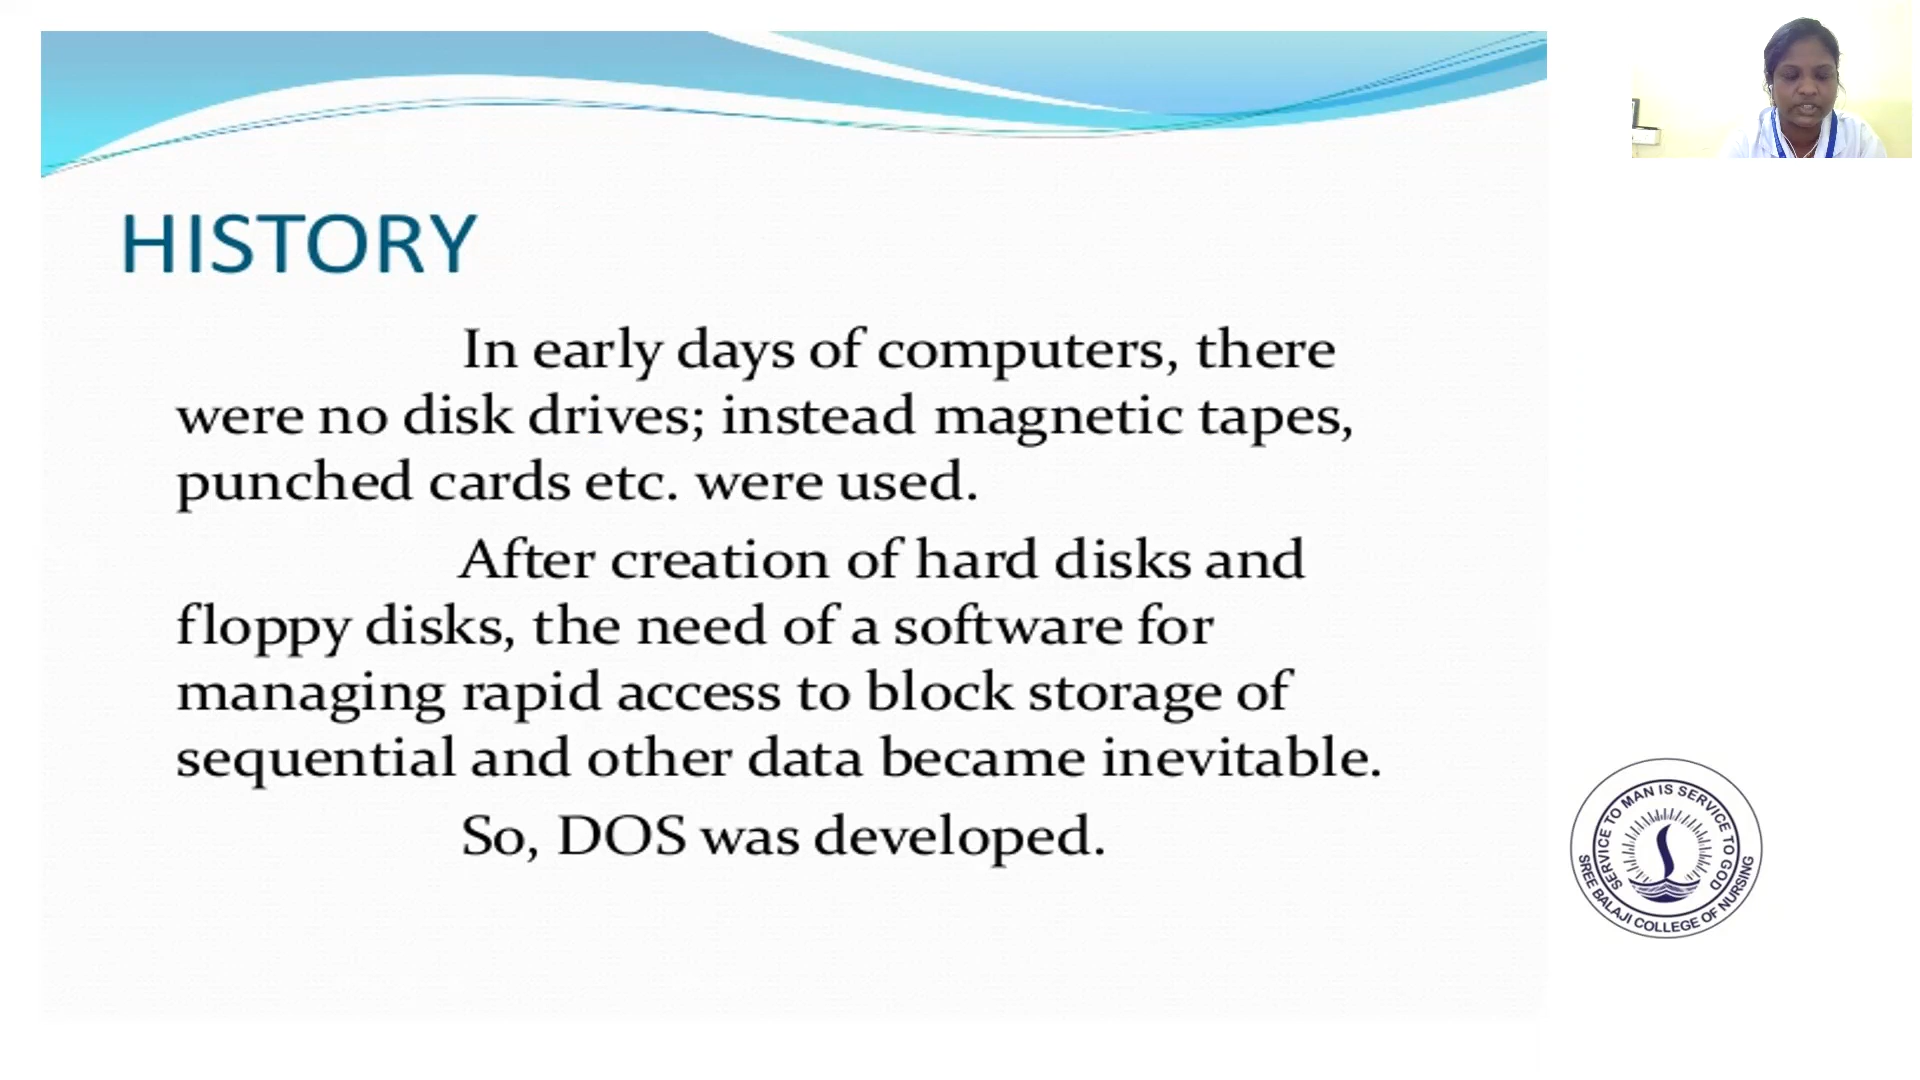 HISTORY
In early days of computers, there
were no disk drives; instead magnetic tapes,
punched cards etc. were used.
After creation of hard disks and
floppy disks, the need of a software for
managing rapid access to block storage of
sequential and other data became inevitable.
So, DOS was developed.
SERVICE TO MAN IS SERVICE TO GOD
SREE BALAJI COLLEGE OF NURSING